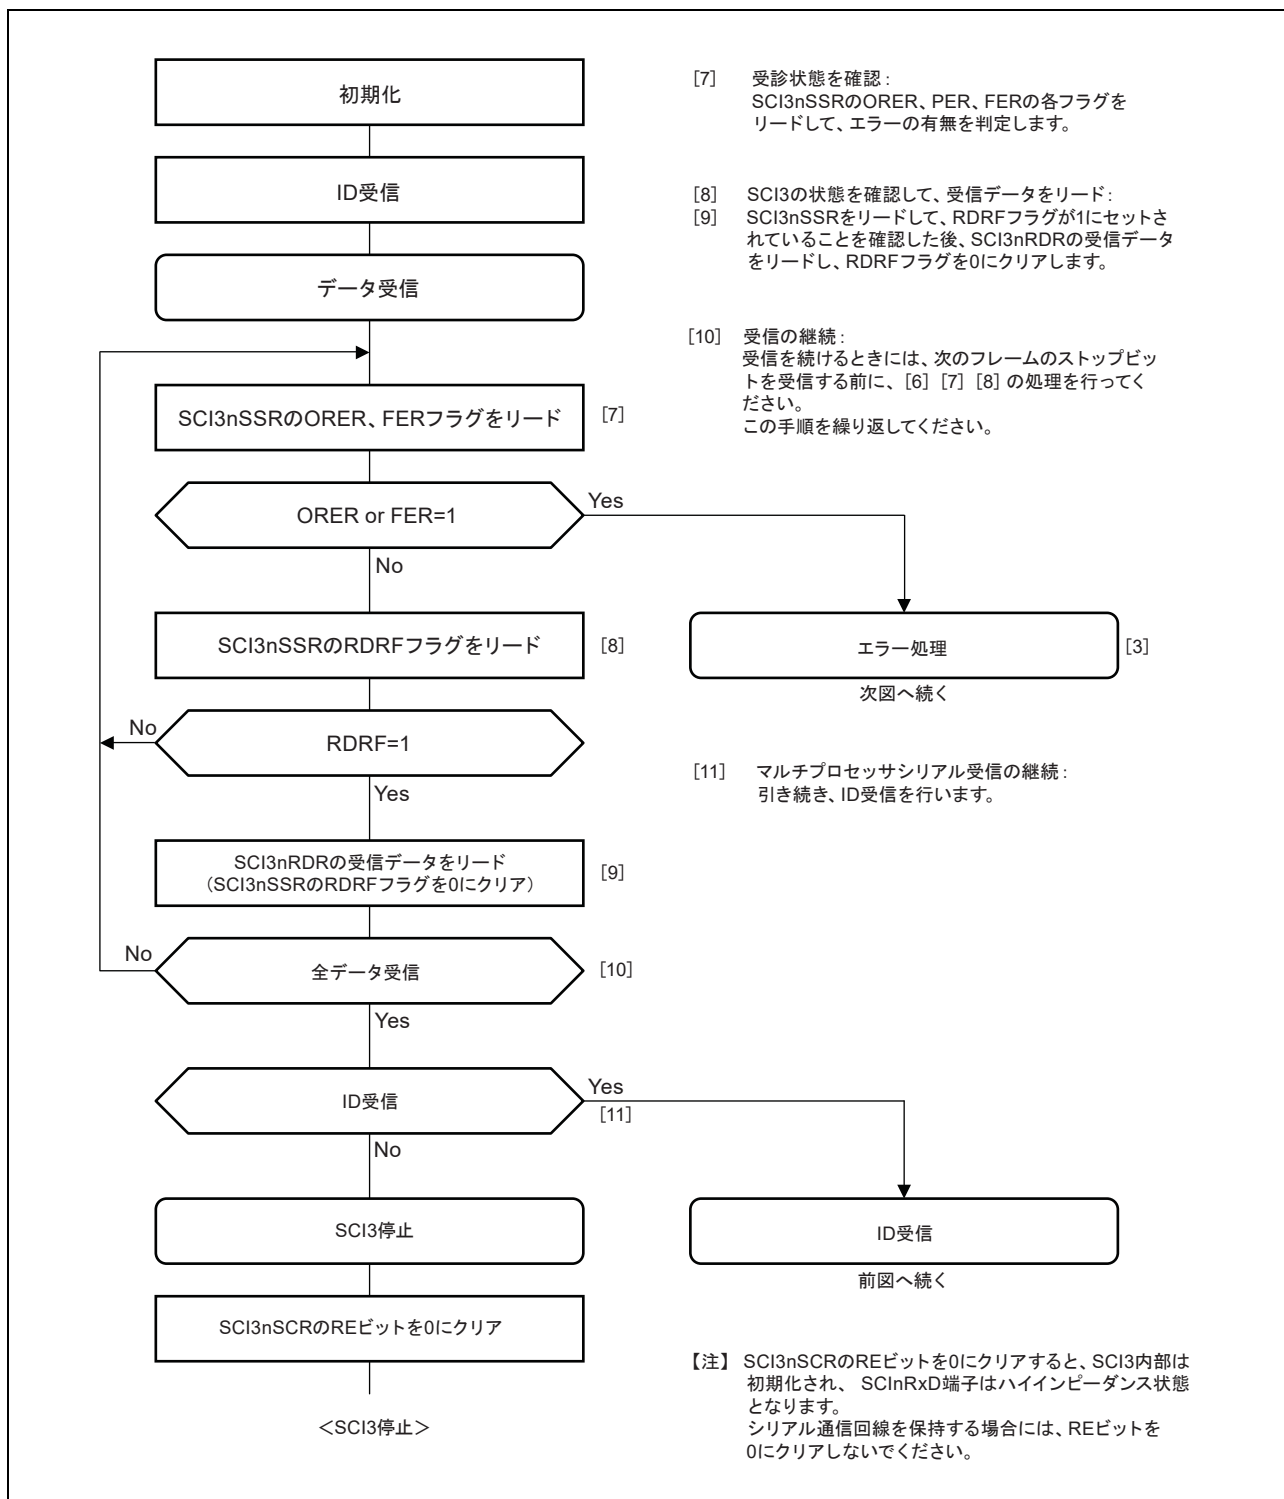 初期化
ID受信
データ受信
SCI3nSSRのORER、FERフラグをリード
[7]
ORER or FER=1
Yes
No
SCI3nSSRのRDRFフラグをリード
[8]
エラー処理
[3]
次図へ続く
No
RDRF=1
Yes
SCI3nRDRの受信データをリード
(SCI3nSSRのRDRFフラグを0にクリア)
[9]
No
全データ受信
[10]
Yes
ID受信
Yes
[11]
No
SCI3停止
ID受信
前図へ続く
SCI3nSCRのREビットを0にクリア
<SCI3停止>
[7] 受診状態を確認:
SCI3nSSRのORER、PER、FERの各フラグを
リードして、エラーの有無を判定します。
[8] SCI3の状態を確認して、受信データをリード:
[9] SCI3nSSRをリードして、RDRFフラグが1にセットさ
れていることを確認した後、SCI3nRDRの受信データ
をリードし、RDRFフラグを0にクリアします。
[10] 受信の継続:
受信を続けるときには、次のフレームのストップビッ
トを受信する前に、[6] [7] [8] の処理を行ってく
ださい。
この手順を繰り返してください。
[11] マルチプロセッサシリアル受信の継続:
引き続き、ID受信を行います。
【注】 SCI3nSCRのREビットを0にクリアすると、SCI3内部は
初期化され、 SCInRxD端子はハイインピーダンス状態
となります。
シリアル通信回線を保持する場合には、REビットを
0にクリアしないでください。